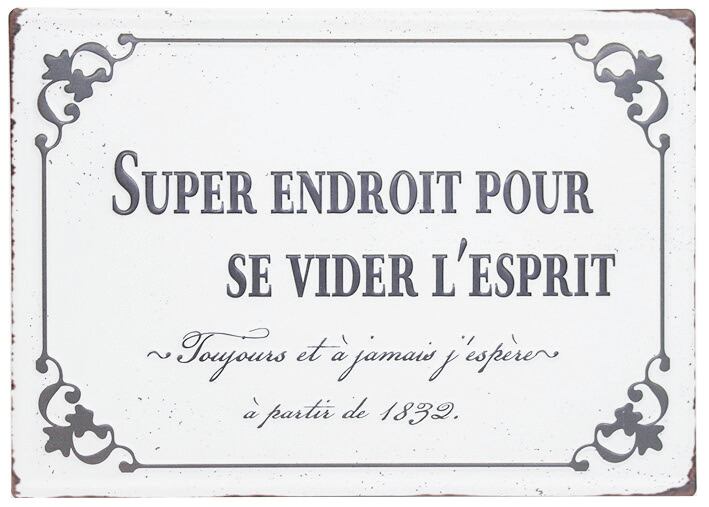 SUPER ENDROIT POUR
SE VIDER L'ESPRIT
~Toujours et à jamais j'espère~
à partir de 1832.